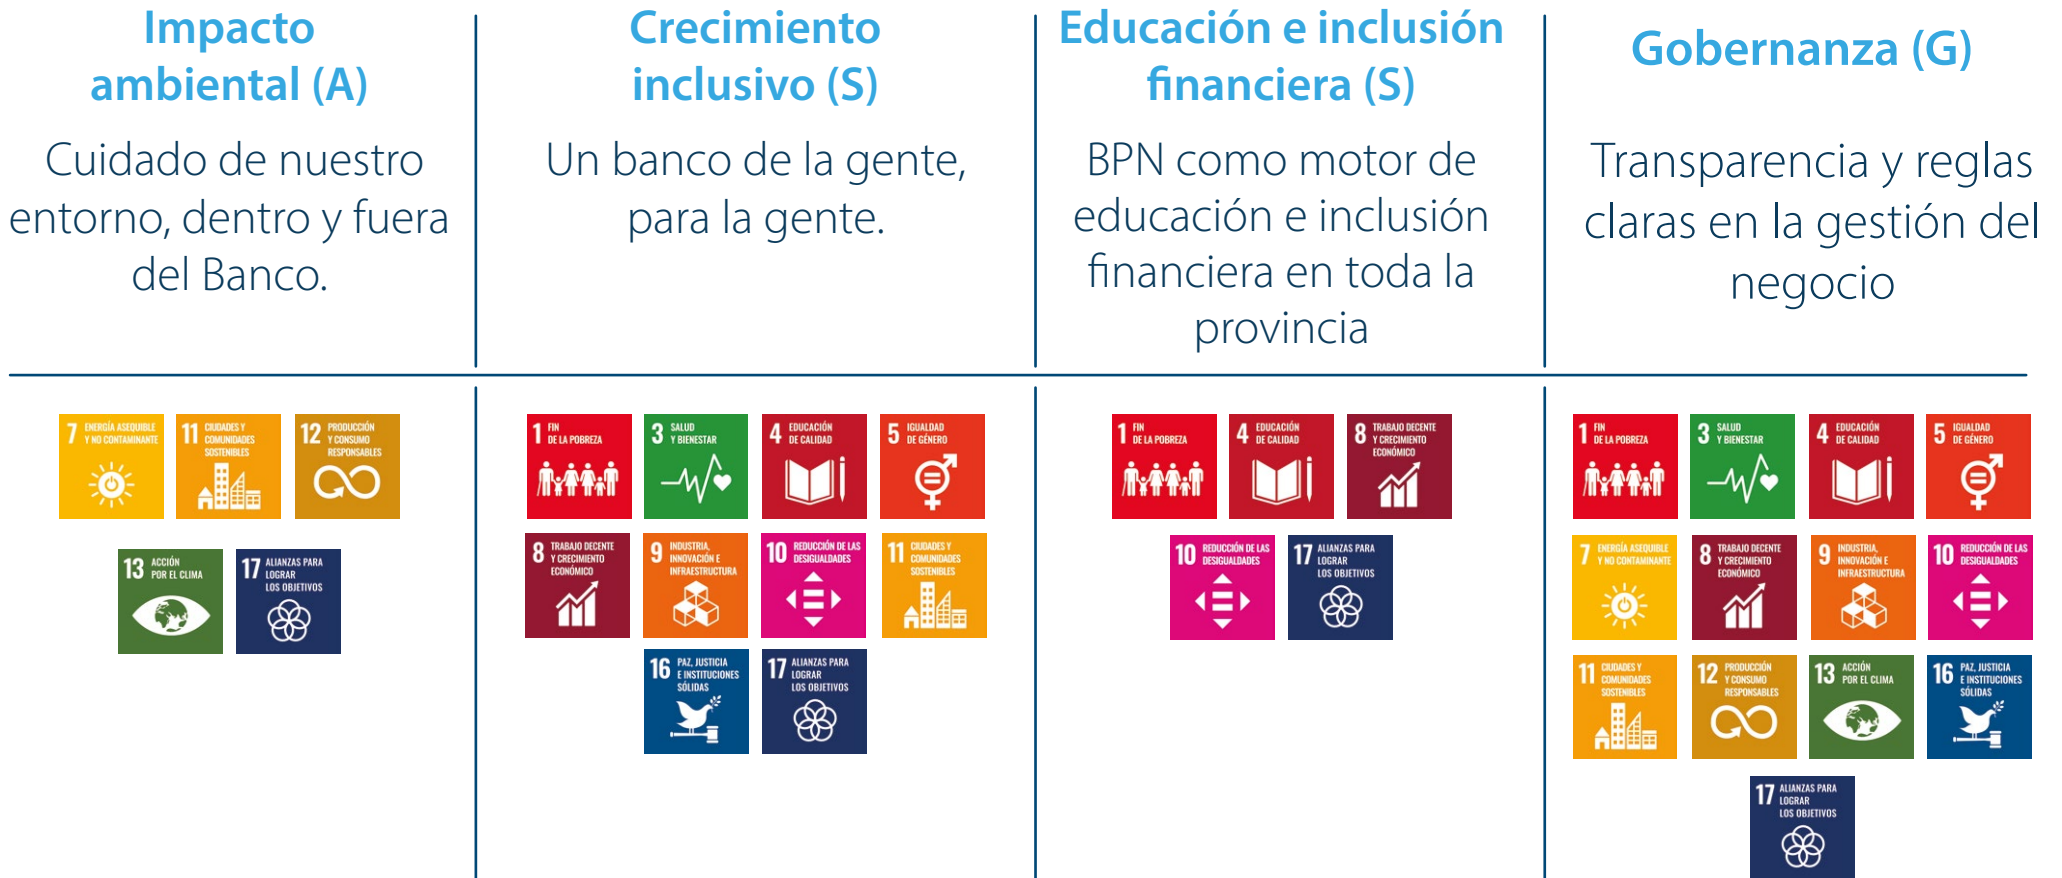 Impacto
ambiental (A)
Cuidado de nuestro
entorno, dentro y fuera
del Banco.
Crecimiento
inclusivo (S)
Un banco de la gente,
para la gente.
Educación e inclusión
financiera (S)
BPN como motor de
educación e inclusión
financiera en toda la
provincia
Gobernanza (G)
Transparencia y reglas
claras en la gestión del
negocio
7 ENERGÍA ASEQUIBLE
Y NO CONTAMINANTE
11 CIUDADES Y
COMUNIDADES
SOSTENIBLES
12 PRODUCCIÓN
Y CONSUMO
RESPONSABLES
13 ACCIÓN
POR EL CLIMA
17 ALIANZAS PARA
LOGRAR
LOS OBJETIVOS
1 FIN
DE LA POBREZA
3 SALUD
Y BIENESTAR
4 EDUCACIÓN
DE CALIDAD
5 IGUALDAD
DE GÉNERO
8 TRABAJO DECENTE
Y CRECIMIENTO
ECONÓMICO
9 INDUSTRIA,
INNOVACIÓN E
INFRAESTRUCTURA
10 REDUCCIÓN DE LAS
DESIGUALDADES
11 CIUDADES Y
COMUNIDADES
SOSTENIBLES
16 PAZ, JUSTICIA
E INSTITUCIONES
SÓLIDAS
17 ALIANZAS PARA
LOGRAR
LOS OBJETIVOS
1 FIN
DE LA POBREZA
4 EDUCACIÓN
DE CALIDAD
8 TRABAJO DECENTE
Y CRECIMIENTO
ECONÓMICO
10 REDUCCIÓN DE LAS
DESIGUALDADES
17 ALIANZAS PARA
LOGRAR
LOS OBJETIVOS
1 FIN
DE LA POBREZA
3 SALUD
Y BIENESTAR
4 EDUCACIÓN
DE CALIDAD
5 IGUALDAD
DE GÉNERO
7 ENERGÍA ASEQUIBLE
Y NO CONTAMINANTE
8 TRABAJO DECENTE
Y CRECIMIENTO
ECONÓMICO
9 INDUSTRIA,
INNOVACIÓN E
INFRAESTRUCTURA
10 REDUCCIÓN DE LAS
DESIGUALDADES
11 CIUDADES Y
COMUNIDADES
SOSTENIBLES
12 PRODUCCIÓN
Y CONSUMO
RESPONSABLES
13 ACCIÓN
POR EL CLIMA
16 PAZ, JUSTICIA
E INSTITUCIONES
SÓLIDAS
17 ALIANZAS PARA
LOGRAR
LOS OBJETIVOS